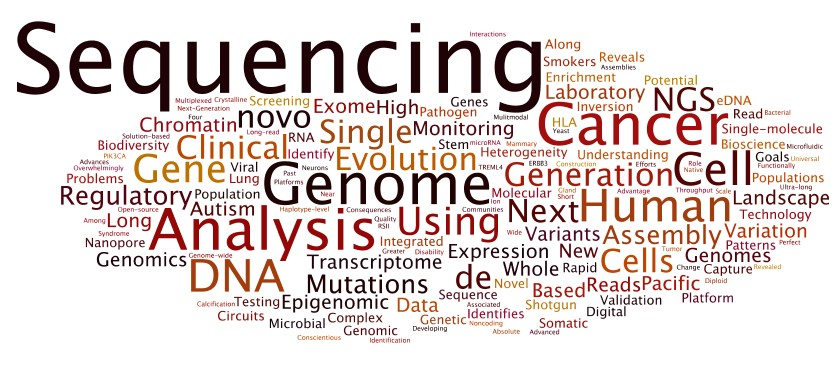 Sequencing
Interactions
Along
Smokers
Reveals
Assemblies
Enrichment
Potential
Laboratory
NGS
eDNA
Multiplexed
Crystalline
Screening
Exome
High
Genes
Pathogen
Mulitmodal
Inversion
Next-Generation
Four
novo
Single
Monitoring
HLA
Yeast
Cancer
Read
Bacterial
Single-molecule
Chromatin
Solution-based
Long-read
RNA
Stem
microRNA
Mammary
Bioscience
Microfluidic
Biodiversity
PIK3CA
Clinical
Identify
Evolution
Heterogeneity
Understanding
Cell
Goals
Universal
Functionally
Advances
Overwhelmingly
Gene
Viral
Past
Neurons
Platforms
TREML4
ERBB3
Construction
Efforts
Role
Native
Populations
Problems
Lung
Genome
Generation
Ultra-long
Regulatory
Population
Near
Molecular
Gland
Short
Advantage
Throughput
Scale
Landscape
Open-source
Autism
Haplotype-level
Consequences
Communities
Ion
Next
Human
Technology
Among
Long
Analysis
Quality
RSII
Using
Wide
Variants
Assembly
Variation
Syndrome
Nanopore
Integrated
Greater
Disability
Expression
New
Tumor
Patterns
Perfect
Genomics
Genome-wide
Transcriptome
de
Whole
Rapid
Cells
Change
Genomes
Capture
Revealed
DNA
Mutations
Novel
Based
Reads
Pacific
Diploid
Calcification
Testing
Epigenomic
Data
Sequence
Associated
Shotgun
Validation
Platform
Circuits
Microbial
Complex
Genetic
Identifies
Noncoding
Digital
Conscientious
Genomic
Developing
Absolute
Advanced
Somatic
Identification